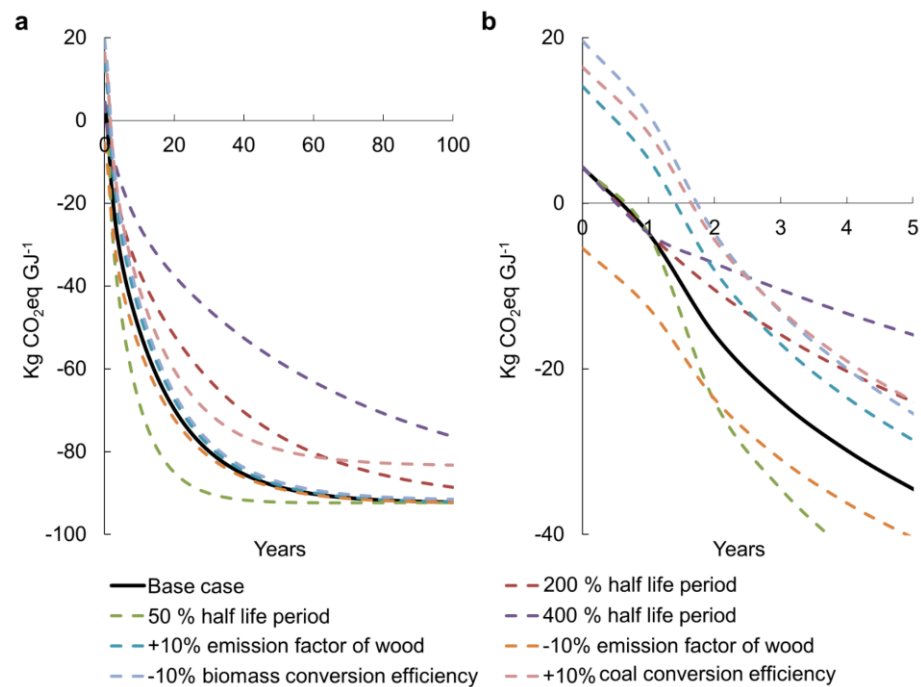 a
b
20
0
-20
-40
-60
-80
-100
0
20
40
60
80
100
Kg CO₂eq GJ⁻¹
Years
20
0
-20
-40
0
1
2
3
4
5
Kg CO₂eq GJ⁻¹
Years
Base case
200 % half life period
50 % half life period
400 % half life period
+10% emission factor of wood
-10% emission factor of wood
-10% biomass conversion efficiency
+10% coal conversion efficiency